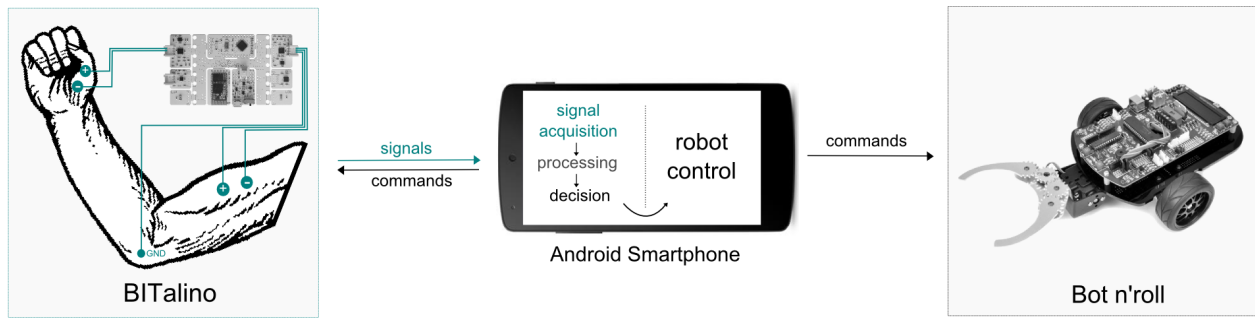 +
−
+
−
GND
BITalino
signals
commands
signal
acquisition
processing
decision
robot
control
Android Smartphone
commands
Bot n'roll